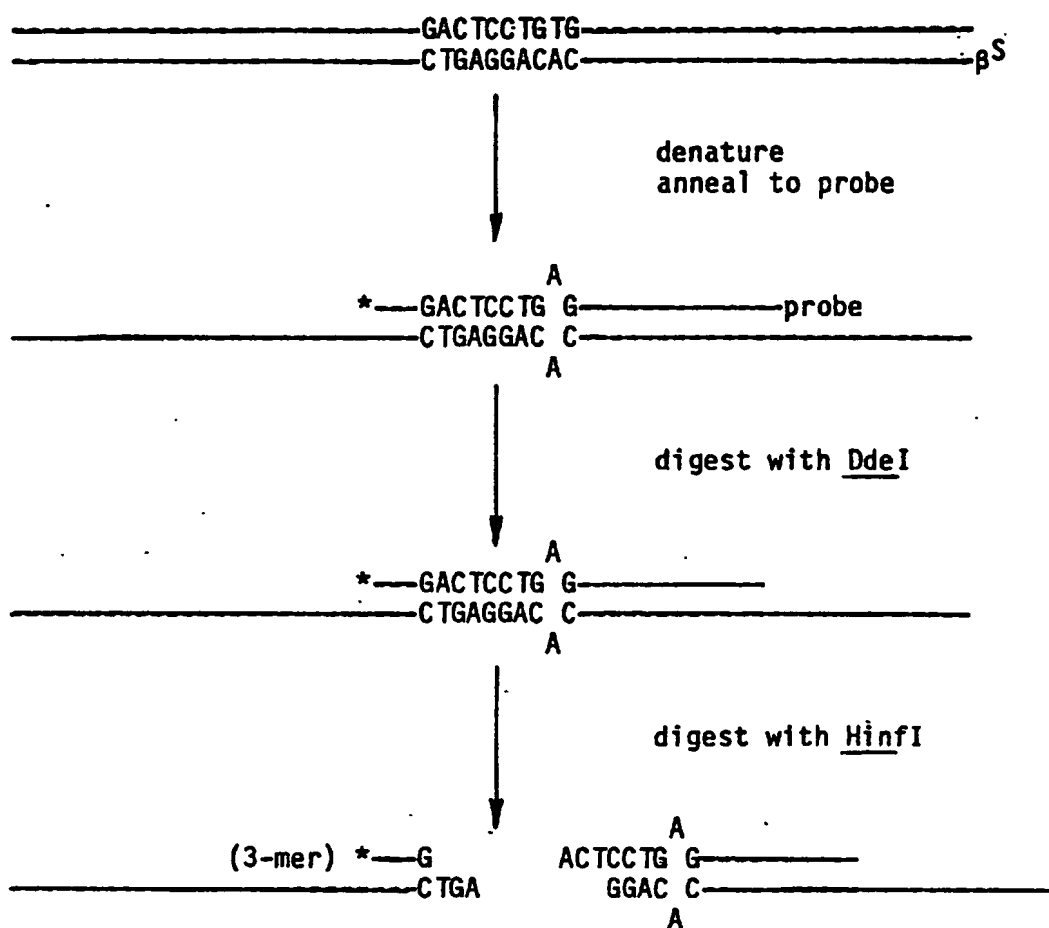 GACTCCTGTG
CTGAGGACAC βS
denature
anneal to probe
A
* GACTCCTG G probe
CTGAGGAC C
A
digest with DdeI
A
* GACTCCTG G
CTGAGGAC C
A
digest with HinfI
A
(3-mer) * G ACTCCTG G
CTGA GGAC C
A